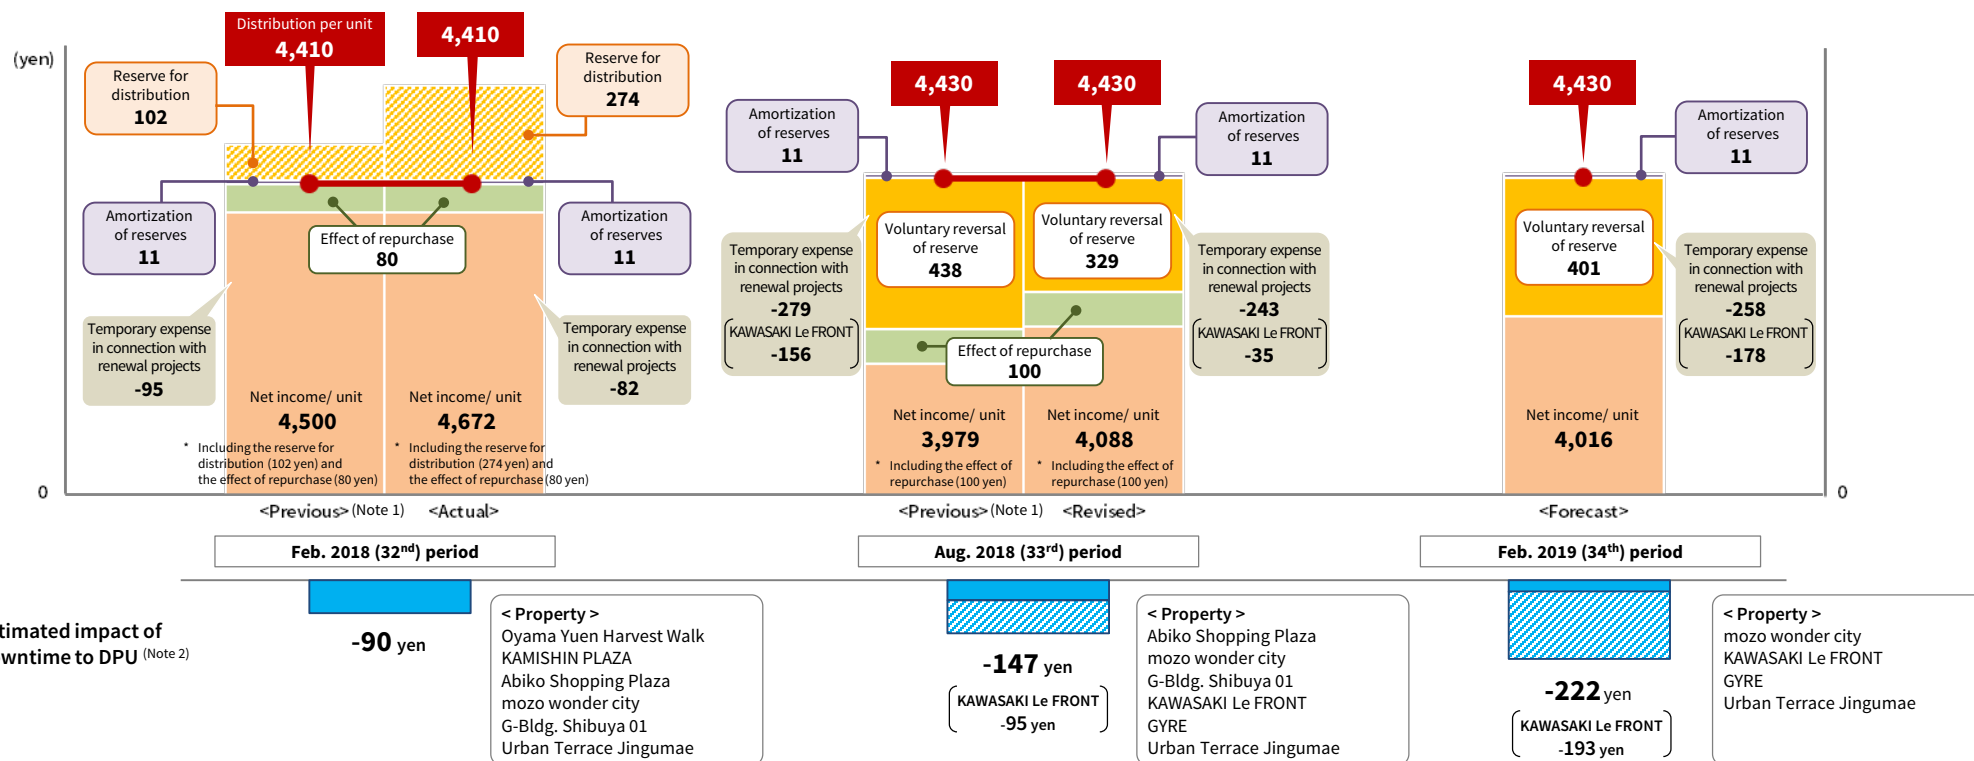 (yen)
Distribution per unit
4,410
4,410
Reserve for
distribution
102
Reserve for
distribution
274
Amortization
of reserves
11
Amortization
of reserves
11
Effect of repurchase
80
Temporary expense
in connection with
renewal projects
-95
Temporary expense
in connection with
renewal projects
-82
Net income/ unit
4,500
* Including the reserve for
distribution (102 yen) and
the effect of repurchase (80 yen)
Net income/ unit
4,672
* Including the reserve for
distribution (274 yen) and
the effect of repurchase (80 yen)
4,430
4,430
Amortization
of reserves
11
Amortization
of reserves
11
Voluntary reversal
of reserve
438
Voluntary reversal
of reserve
329
Temporary expense
in connection with
renewal projects
-279
KAWASAKI Le FRONT
-156
Temporary expense
in connection with
renewal projects
-243
KAWASAKI Le FRONT
-35
Effect of repurchase
100
Net income/ unit
3,979
* Including the effect of
repurchase (100 yen)
Net income/ unit
4,088
* Including the effect of
repurchase (100 yen)
4,430
Amortization
of reserves
11
Voluntary reversal
of reserve
401
Temporary expense
in connection with
renewal projects
-258
KAWASAKI Le FRONT
-178
Net income/ unit
4,016
0
0
<Previous> (Note 1) <Actual>
<Previous> (Note 1) <Revised>
<Forecast>
Feb. 2018 (32nd) period
Aug. 2018 (33rd) period
Feb. 2019 (34th) period
timated impact of
wntime to DPU (Note 2)
-90 yen
< Property >
Oyama Yuen Harvest Walk
KAMISHIN PLAZA
Abiko Shopping Plaza
mozo wonder city
G-Bldg. Shibuya 01
Urban Terrace Jingumae
-147 yen
KAWASAKI Le FRONT
-95 yen
< Property >
Abiko Shopping Plaza
mozo wonder city
G-Bldg. Shibuya 01
KAWASAKI Le FRONT
GYRE
Urban Terrace Jingumae
-222 yen
KAWASAKI Le FRONT
-193 yen
< Property >
mozo wonder city
KAWASAKI Le FRONT
GYRE
Urban Terrace Jingumae